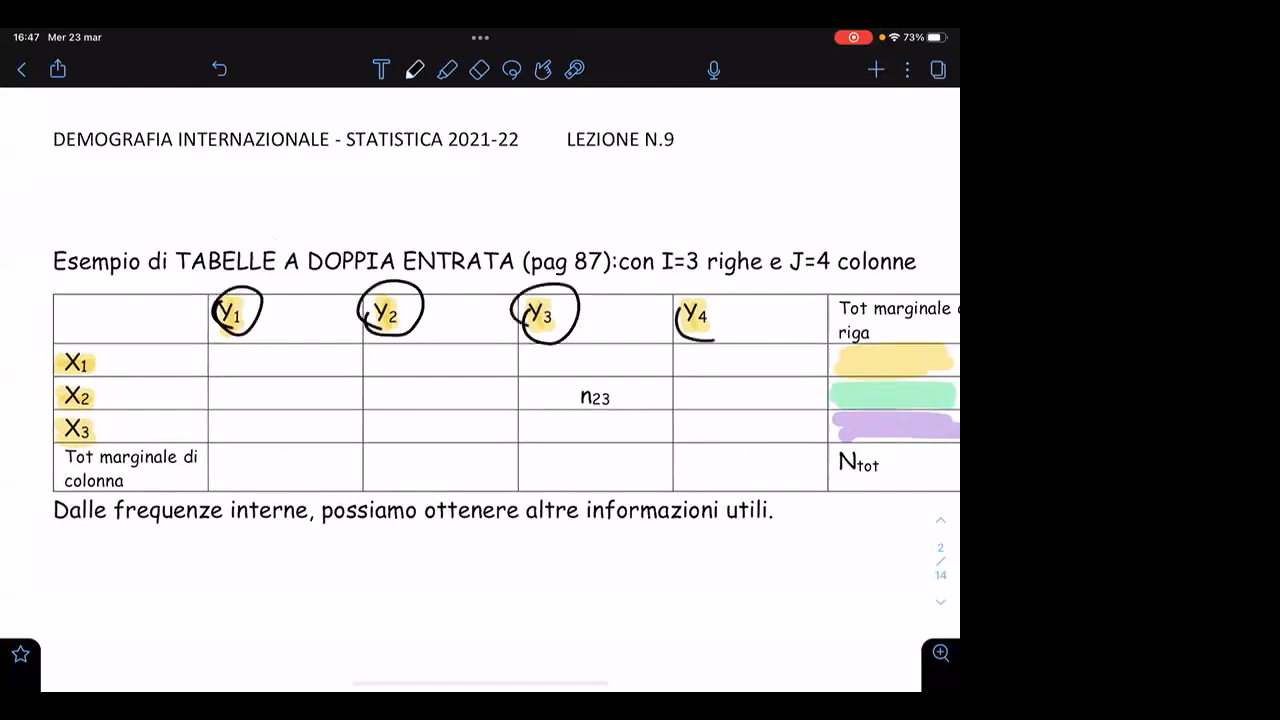 16:47 Mer 23 mar
73%
DEMOGRAFIA INTERNAZIONALE - STATISTICA 2021-22 LEZIONE N.9
Esempio di TABELLE A DOPPIA ENTRATA (pag 87):con I=3 righe e J=4 colonne
Y1 Y2 Y3 Y4 Tot marginale
riga
X1
X2 n23
X3
Tot marginale di
colonna
Ntot
Dalle frequenze interne, possiamo ottenere altre informazioni utili.
2
/
14